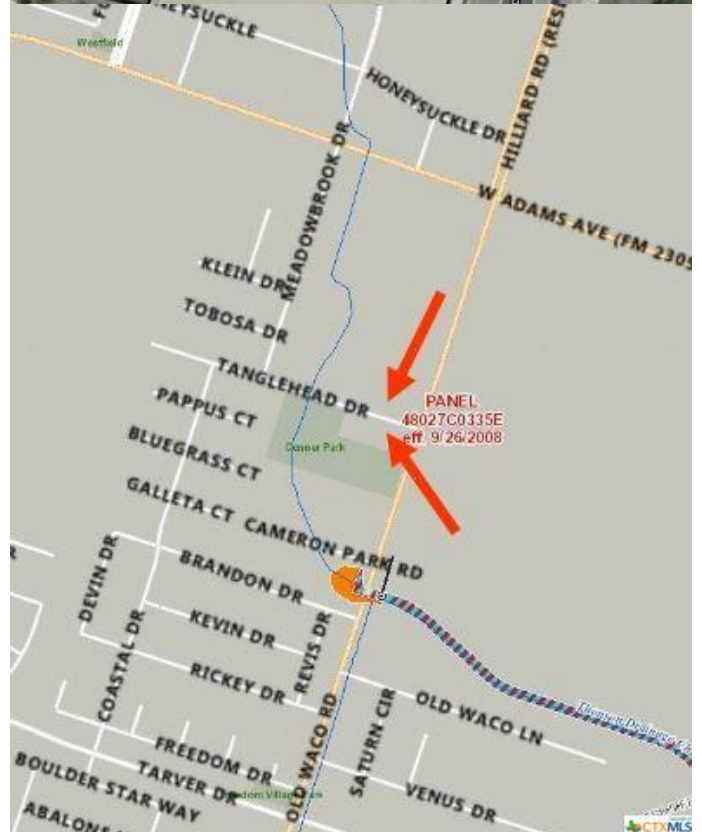 HONEYSUCKLE
Westfield
HONEYSUCKLE DR
HILLIARD RD (RES
W ADAMS AVE (FM 2305
MEADOWBROOK DR
KLEIN DR
TOBOSA DR
TANGLEHEAD DR
PANEL
48027C0335E
eff. 9/26/2008
PAPPUS CT
Conner Park
BLUEGRASS CT
GALLETA CT
CAMERON PARK RD
DEVIN DR
BRANDON DR
KEVIN DR
REVIS DR
COASTAL DR
RICKEY DR
OLD WACO RD
SATURN CIR
OLD WACO LN
FREEDOM DR
TARVER DR
BOULDER STAR WAY
VENUS DR
CTXMLS